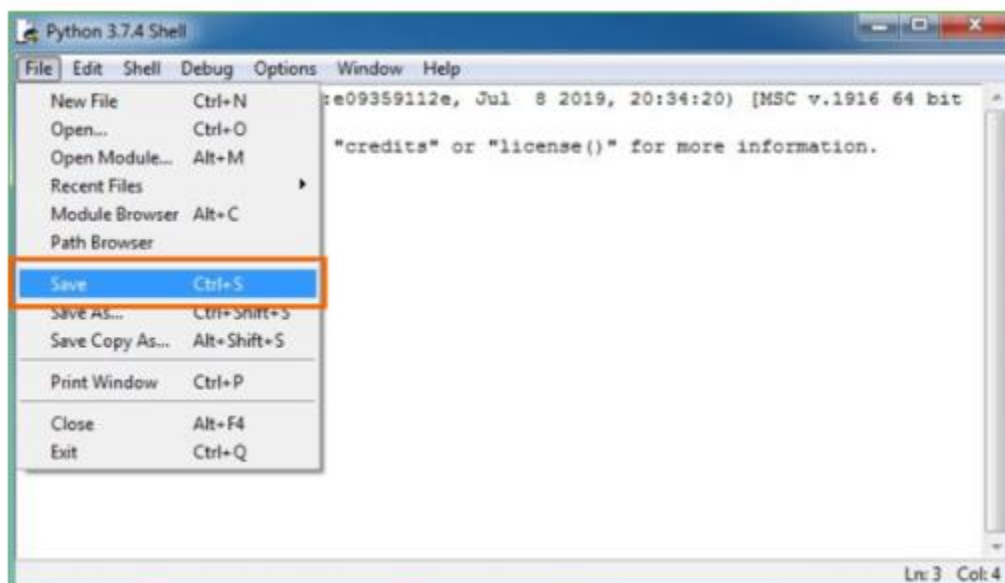 Python 3.7.4 Shell
File Edit Shell Debug Options Window Help
New File Ctrl+N :e09359112e, Jul 8 2019, 20:34:20) [MSC v.1916 64 bit
Open... Ctrl+O
Open Module... Alt+M "credits" or "license()" for more information.
Recent Files
Module Browser Alt+C
Path Browser
Save Ctrl+S
Save As... Ctrl+Shift+S
Save Copy As... Alt+Shift+S
Print Window Ctrl+P
Close Alt+F4
Exit Ctrl+Q
Ln: 3 Col: 4